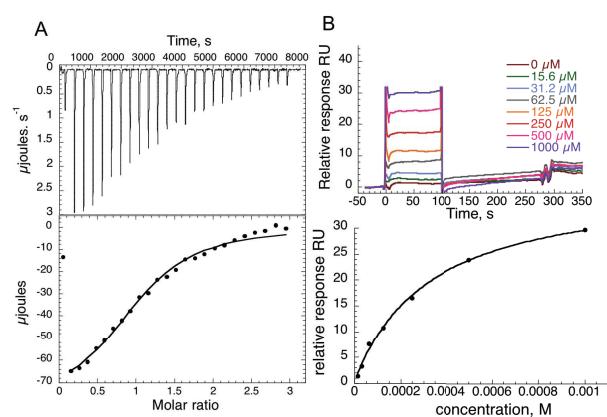 A
Time, s
0 1000 2000 3000 4000 5000 6000 7000 8000
0
0.5
1
1.5
2
2.5
3
µjoules. s⁻¹
0
-10
-20
-30
-40
-50
-60
-70
µjoules
0 0.5 1 1.5 2 2.5 3
Molar ratio
B
Relative response RU
40
30
20
10
0
-50 0 50 100 150 200 250 300 350
Time, s
0 µM
15.6 µM
31.2 µM
62.5 µM
125 µM
250 µM
500 µM
1000 µM
relative response RU
30
25
20
15
10
5
0
0 0.0002 0.0004 0.0006 0.0008 0.001
concentration, M